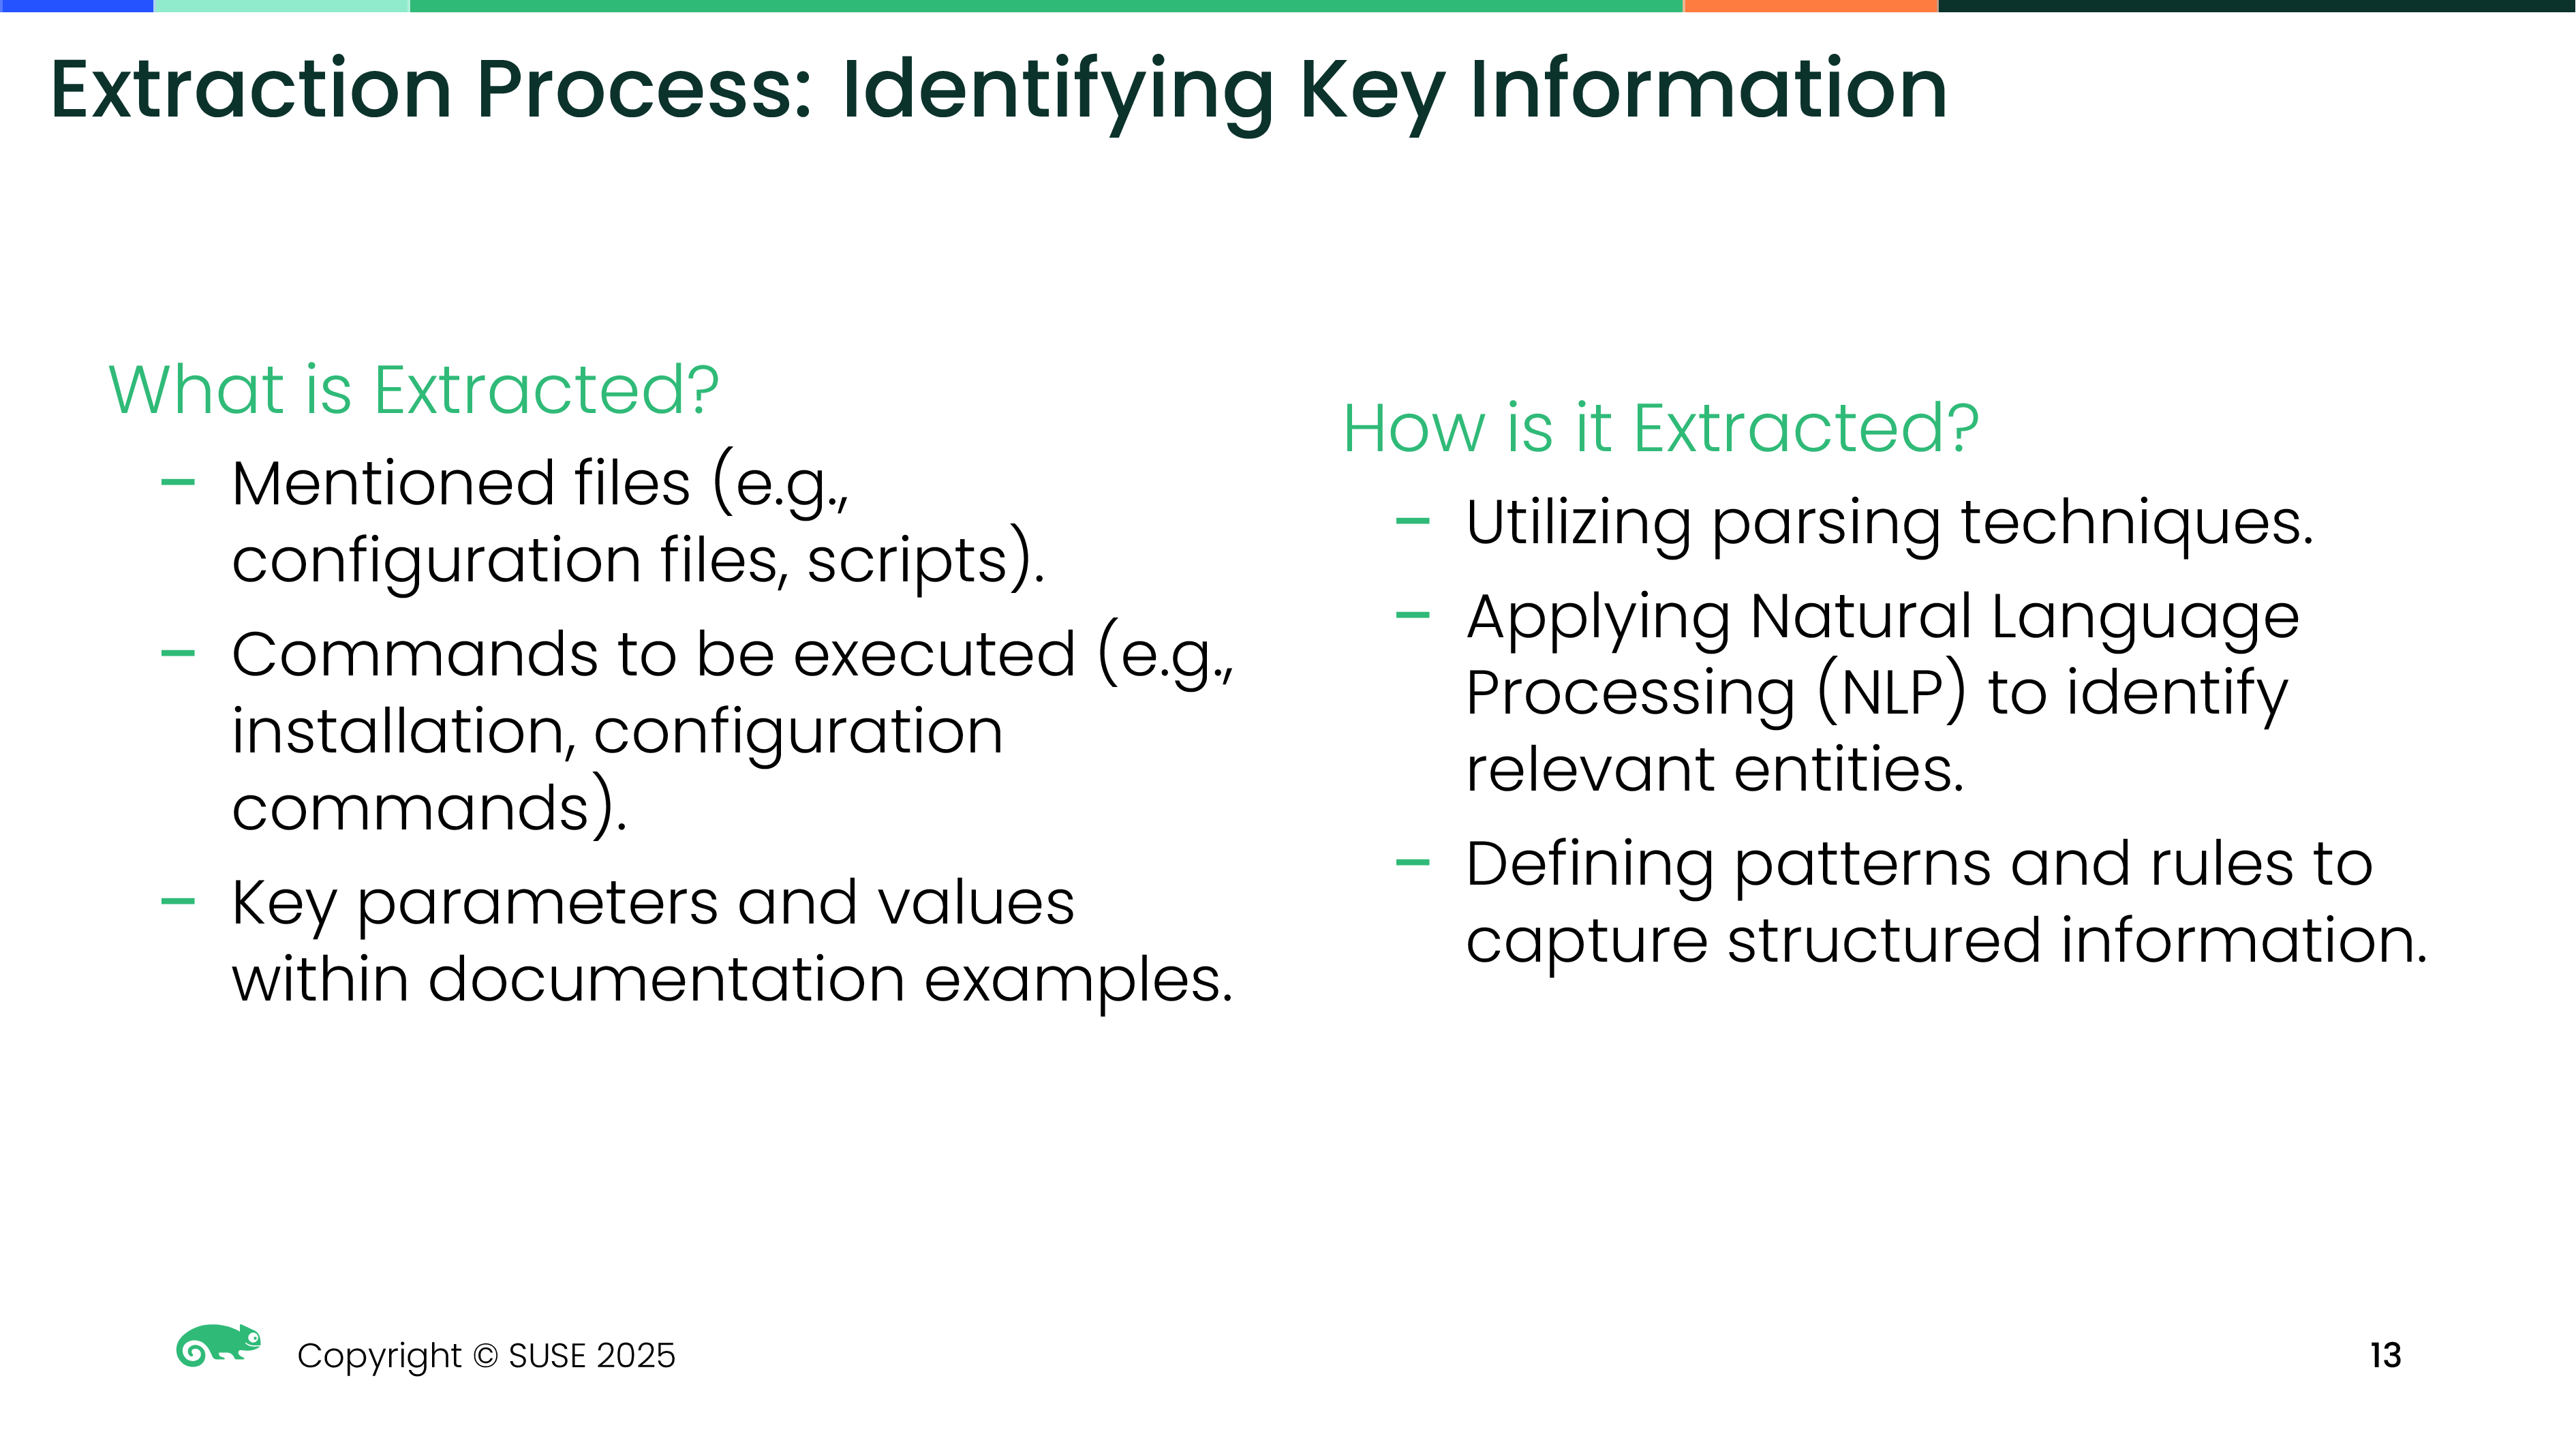 Extraction Process: Identifying Key Information
What is Extracted?
– Mentioned files (e.g.,
configuration files, scripts).
– Commands to be executed (e.g.,
installation, configuration
commands).
– Key parameters and values
within documentation examples.
How is it Extracted?
– Utilizing parsing techniques.
– Applying Natural Language
Processing (NLP) to identify
relevant entities.
– Defining patterns and rules to
capture structured information.
Copyright © SUSE 2025
13